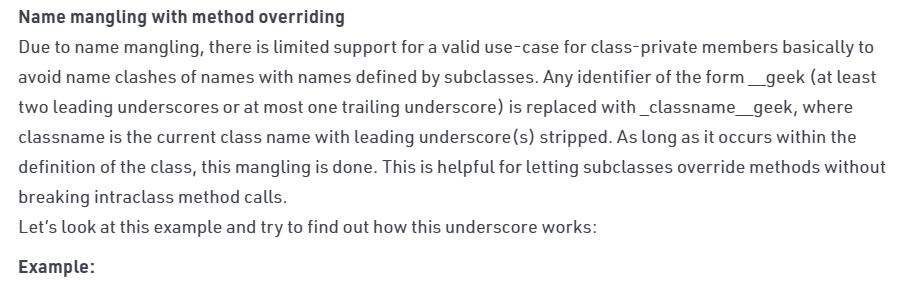 Name mangling with method overriding
Due to name mangling, there is limited support for a valid use-case for class-private members basically to
avoid name clashes of names with names defined by subclasses. Any identifier of the form __geek (at least
two leading underscores or at most one trailing underscore) is replaced with _classname__geek, where
classname is the current class name with leading underscore(s) stripped. As long as it occurs within the
definition of the class, this mangling is done. This is helpful for letting subclasses override methods without
breaking intraclass method calls.
Let’s look at this example and try to find out how this underscore works:
Example: